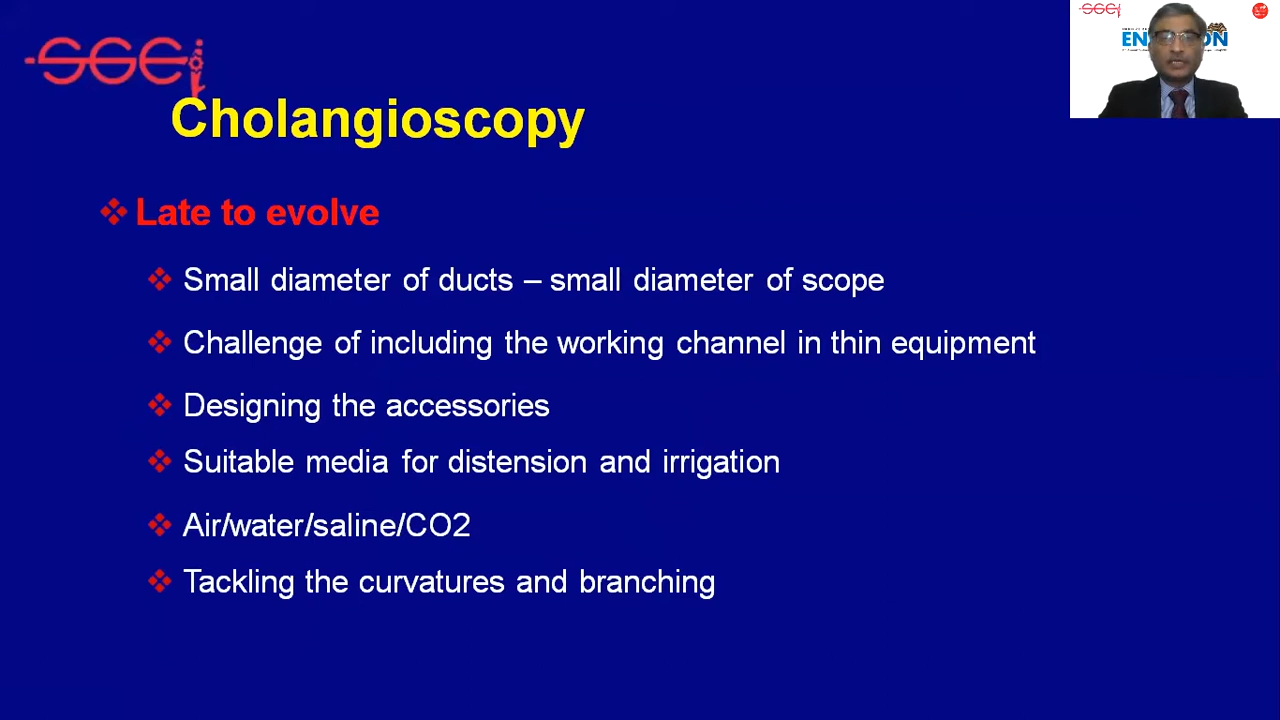 SGEi
Cholangioscopy
Late to evolve
Small diameter of ducts – small diameter of scope
Challenge of including the working channel in thin equipment
Designing the accessories
Suitable media for distension and irrigation
Air/water/saline/CO2
Tackling the curvatures and branching
SGEi